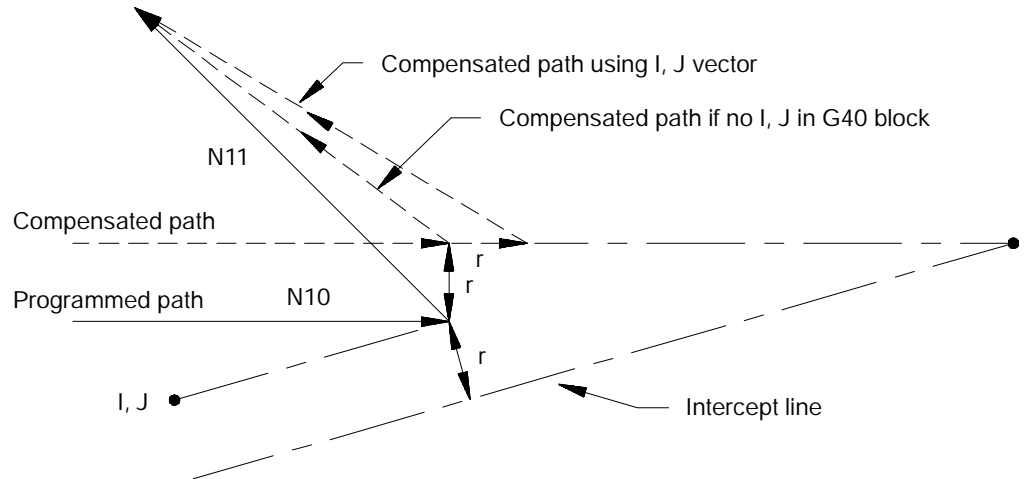 Compensated path using I, J vector
Compensated path if no I, J in G40 block
N11
Compensated path
r
r
Programmed path
N10
r
I, J
Intercept line